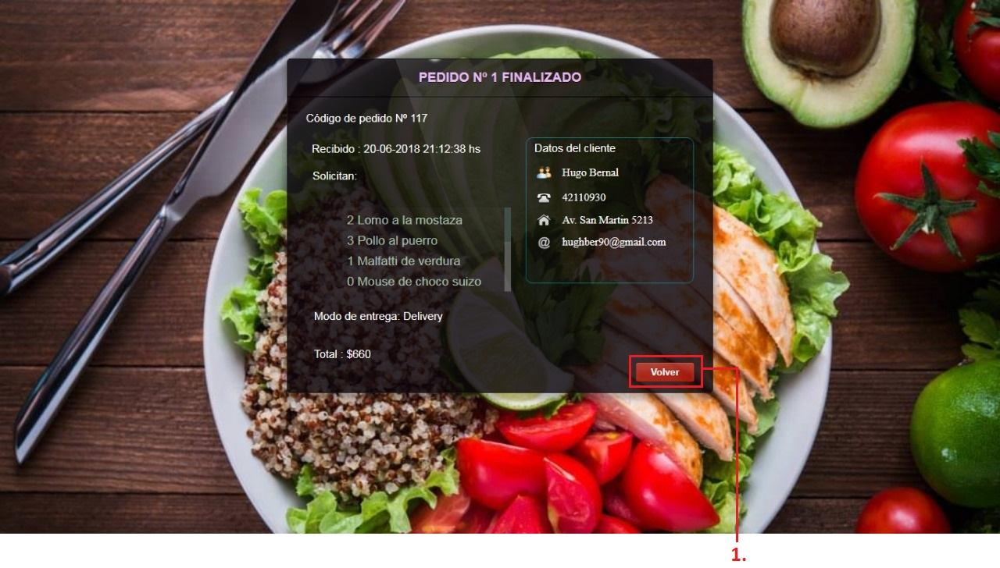 PEDIDO Nº 1 FINALIZADO
Código de pedido Nº 117
Recibido : 20-06-2018 21:12:38 hs
Solicitan:
2 Lomo a la mostaza
3 Pollo al puerro
1 Malfatti de verdura
0 Mouse de choco suizo
Modo de entrega: Delivery
Total : $660
Datos del cliente
Hugo Bernal
42110930
Av. San Martin 5213
@ hughber90@gmail.com
Volver
1.